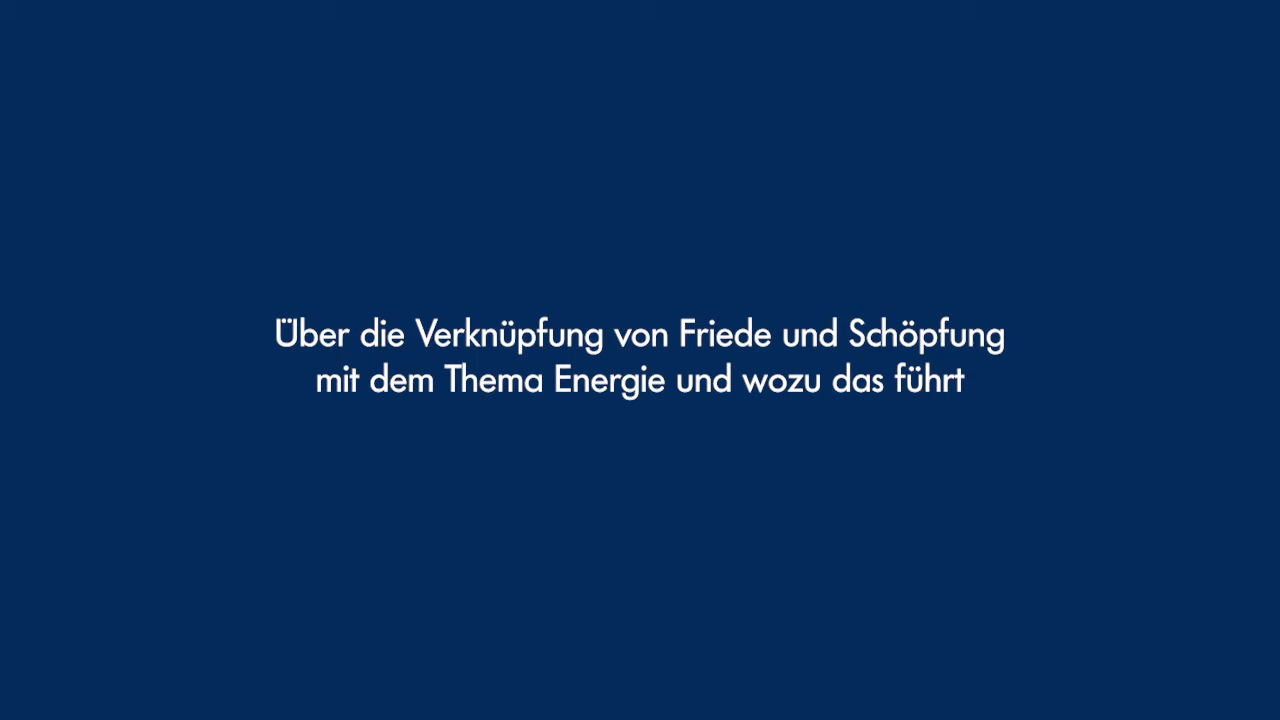 Über die Verknüpfung von Friede und Schöpfung
mit dem Thema Energie und wozu das führt